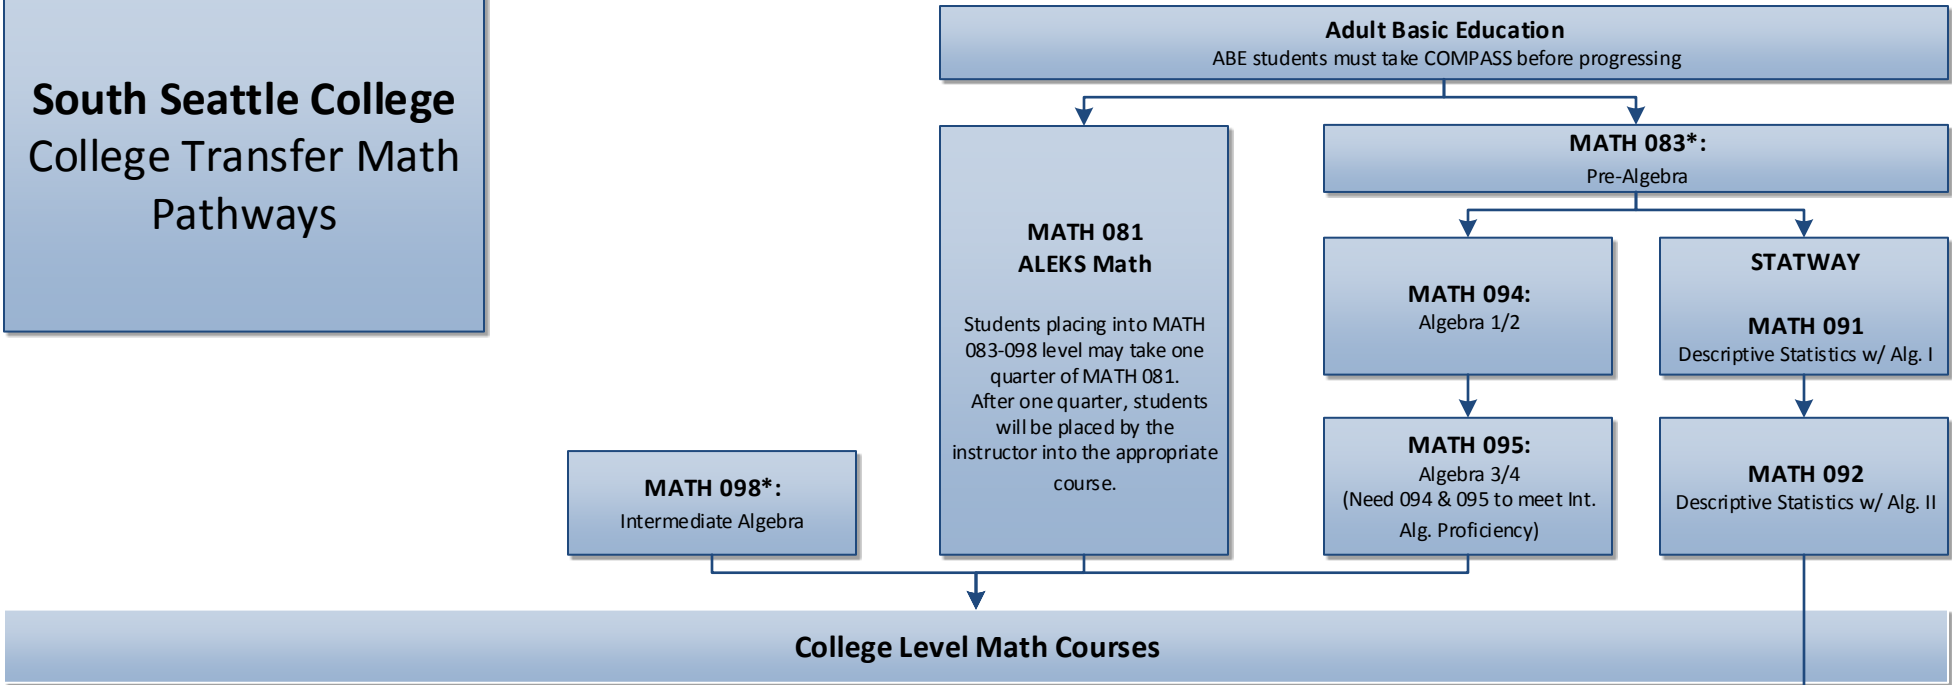 South Seattle College
College Transfer Math
Pathways
Adult Basic Education
ABE students must take COMPASS before progressing
MATH 081
ALEKS Math
Students placing into MATH
083-098 level may take one
quarter of MATH 081.
After one quarter, students
will be placed by the
instructor into the appropriate
course.
MATH 083*:
Pre-Algebra
MATH 094:
Algebra 1/2
STATWAY
MATH 091
Descriptive Statistics w/ Alg. I
MATH 098*:
Intermediate Algebra
MATH 095:
Algebra 3/4
(Need 094 & 095 to meet Int.
Alg. Proficiency)
MATH 092
Descriptive Statistics w/ Alg. II
College Level Math Courses